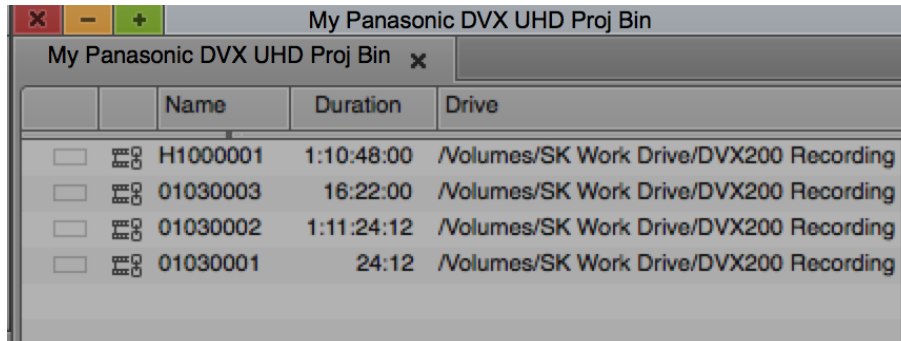 My Panasonic DVX UHD Proj Bin
My Panasonic DVX UHD Proj Bin
Name Duration Drive
H1000001 1:10:48:00 /Volumes/SK Work Drive/DVX200 Recording
01030003 16:22:00 /Volumes/SK Work Drive/DVX200 Recording
01030002 1:11:24:12 /Volumes/SK Work Drive/DVX200 Recording
01030001 24:12 /Volumes/SK Work Drive/DVX200 Recording